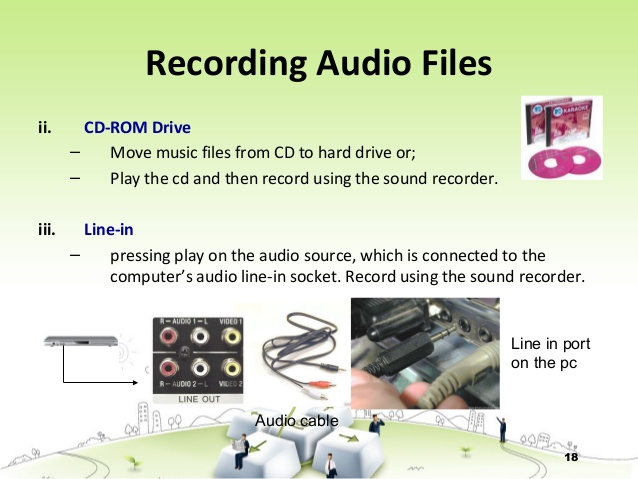 Recording Audio Files
ii. CD-ROM Drive
– Move music files from CD to hard drive or;
– Play the cd and then record using the sound recorder.
KARAOKE
iii. Line-in
– pressing play on the audio source, which is connected to the
computer's audio line-in socket. Record using the sound recorder.
R–AUDIO 1–L VIDEO 1
R–AUDIO 2–L VIDEO 2
LINE OUT
Line in port
on the pc
Audio cable
18